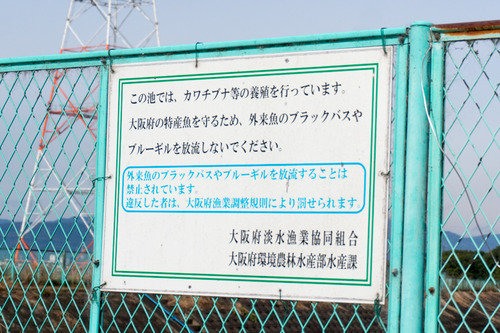 この池では、カワチブナ等の養殖を行っています。
大阪府の特産魚を守るため、外来魚のブラックバスや
ブルーギルを放流しないでください。
外来魚のブラックバスやブルーギルを放流することは
禁止されています。
違反した者は、大阪府漁業調整規則により罰せられます。
大阪府淡水漁業協同組合
大阪府環境農林水産部水産課